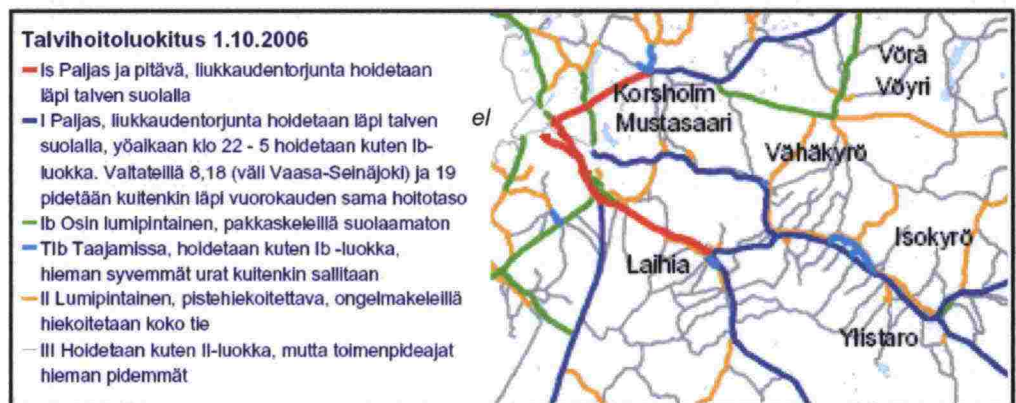 Talvihoitoluokitus 1.10.2006
Is Paljas ja pitävä, liukkaudentorjunta hoidetaan
läpi talven suolalla
I Paljas, liukkaudentorjunta hoidetaan läpi talven
suolalla, yöaikaan klo 22 - 5 hoidetaan kuten Ib-
luokka. Valtateillä 8,18 (väli Vaasa-Seinäjoki) ja 19
pidetään kuitenkin läpi vuorokauden sama hoitotaso
Ib Osin lumipintainen, pakkaskeleillä suolaamaton
TIb Taajamissa, hoidetaan kuten Ib -luokka,
hieman syvemmät urat kuitenkin sallitaan
II Lumipintainen, pistehiekoitettava, ongelmakeleillä
hiekoitetaan koko tie
III Hoidetaan kuten II-luokka, mutta toimenpideajat
hieman pidemmät
el
Vörå
Vöyri
Korsholm
Mustasaari
Vähäkyrö
Isokyrö
Laihia
Ylistaro